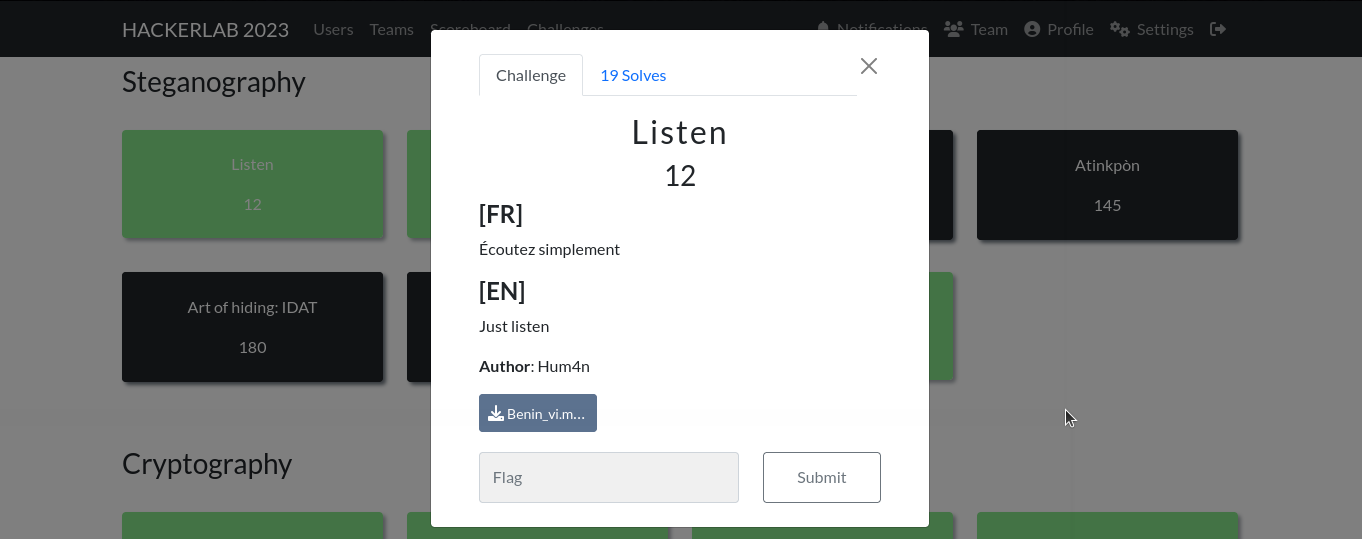 HACKERLAB 2023 Users Teams Scoreboard Challenges Notifications Team Profile Settings
Steganography
Listen
12
Atinkpòn
145
Art of hiding: IDAT
180
Challenge 19 Solves
Listen
12
[FR]
Écoutez simplement
[EN]
Just listen
Author: Hum4n
Benin_vi.m...
Flag Submit
Cryptography